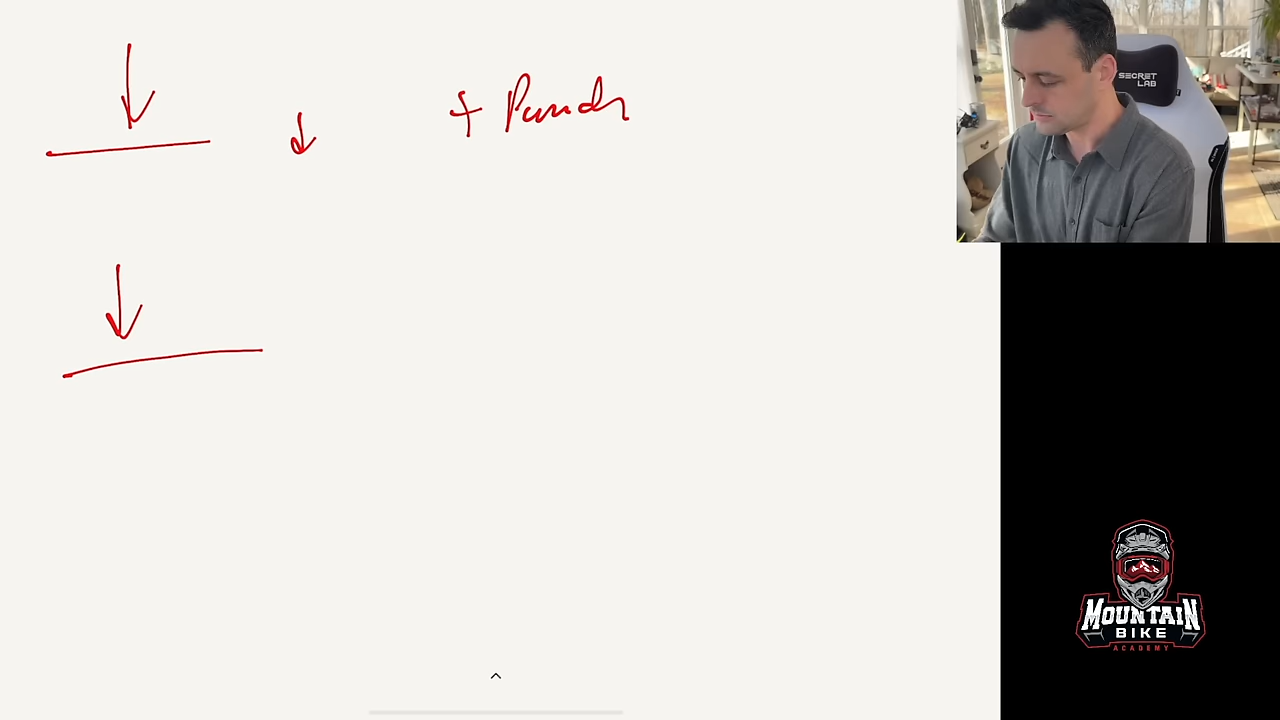 + Punch
SECRET
LAB
MOUNTAIN
BIKE
ACADEMY